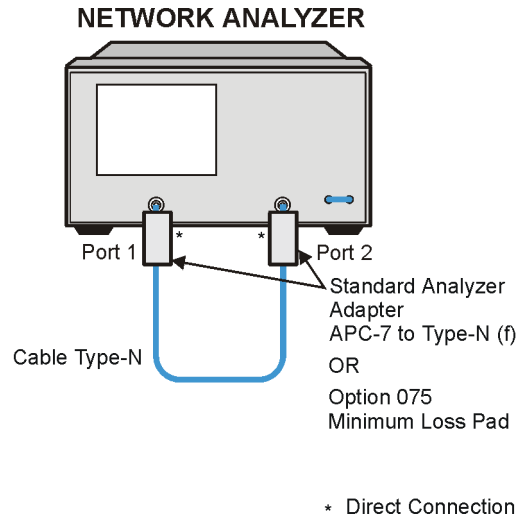 NETWORK ANALYZER
* *
Port 1 Port 2
Standard Analyzer
Adapter
APC-7 to Type-N (f)
Cable Type-N
OR
Option 075
Minimum Loss Pad
* Direct Connection